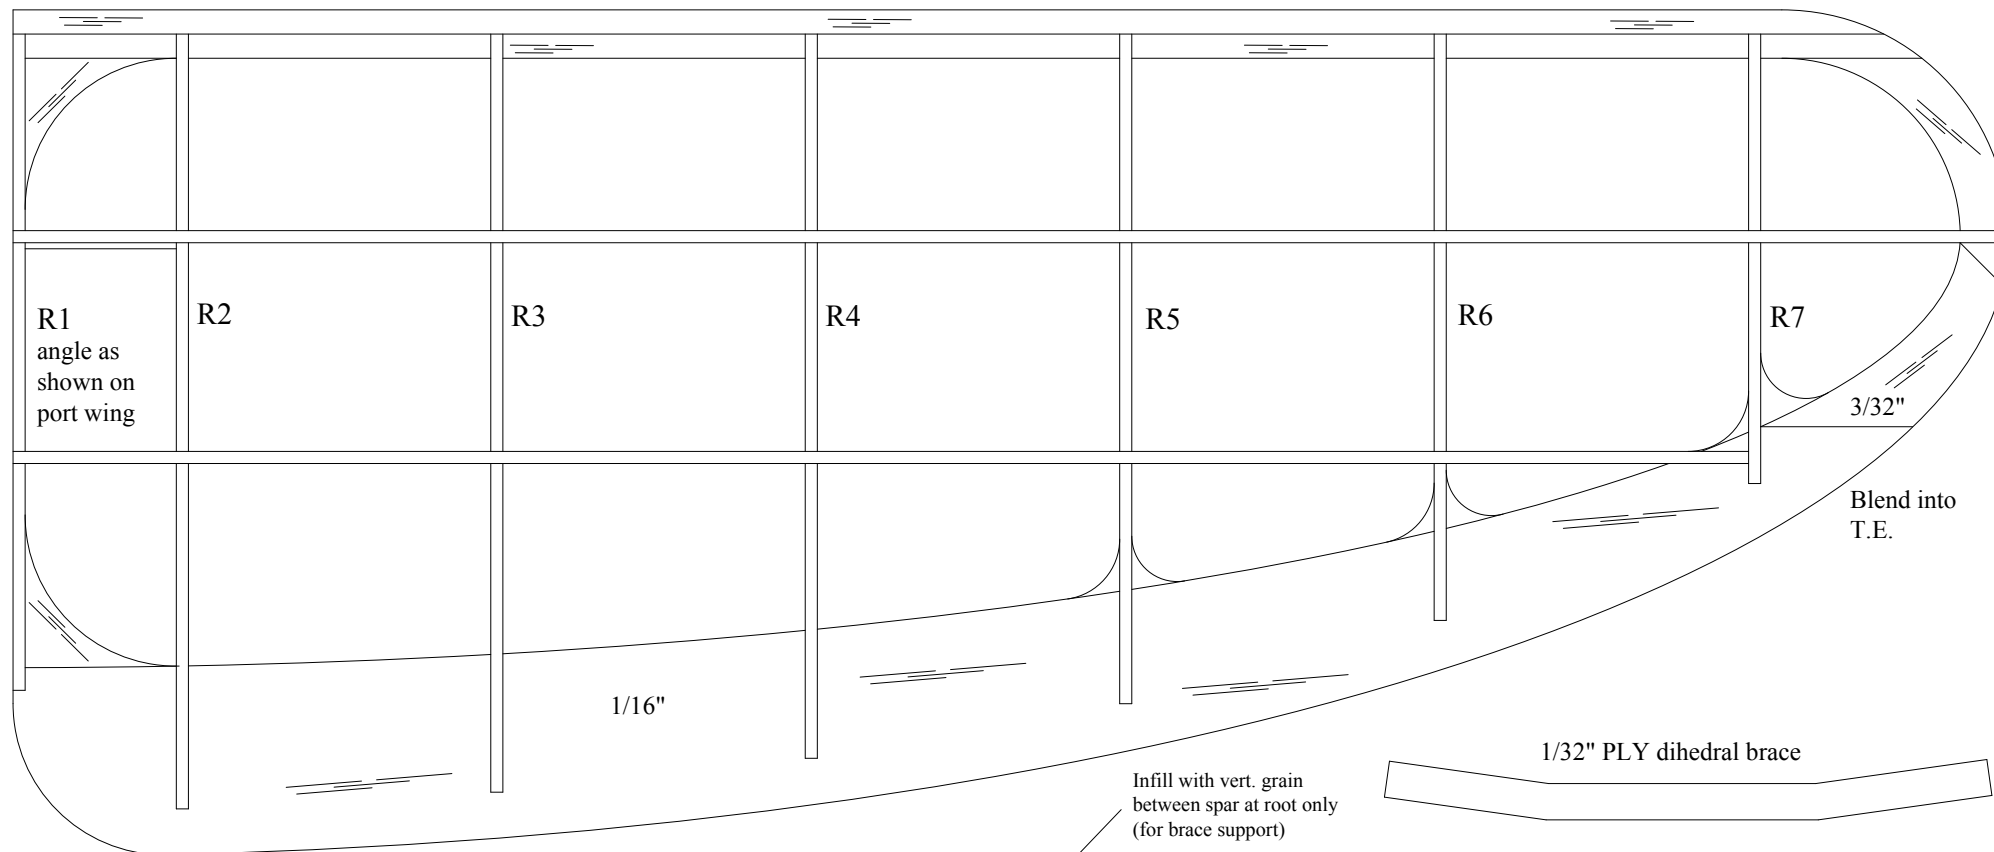 R1
angle as
shown on
port wing
R2
R3
R4
R5
R6
R7
3/32"
Blend into
T.E.
1/16"
1/32" PLY dihedral brace
Infill with vert. grain
between spar at root only
(for brace support)